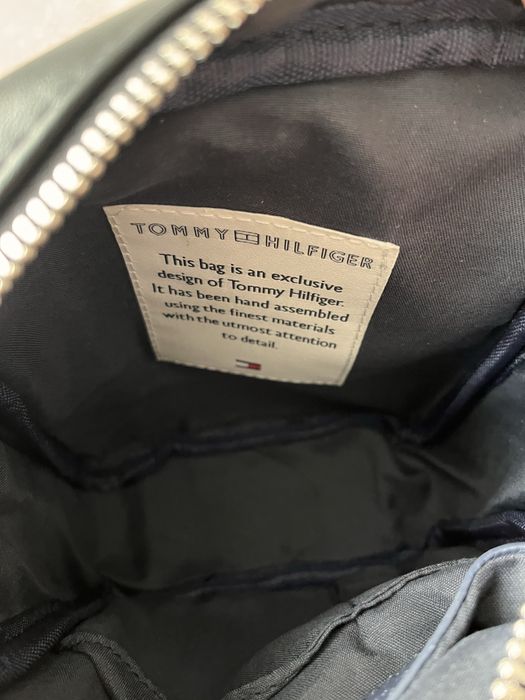 TOMMY HILFIGER
This bag is an exclusive
design of Tommy Hilfiger.
It has been hand assembled
using the finest materials
with the utmost attention
to detail.